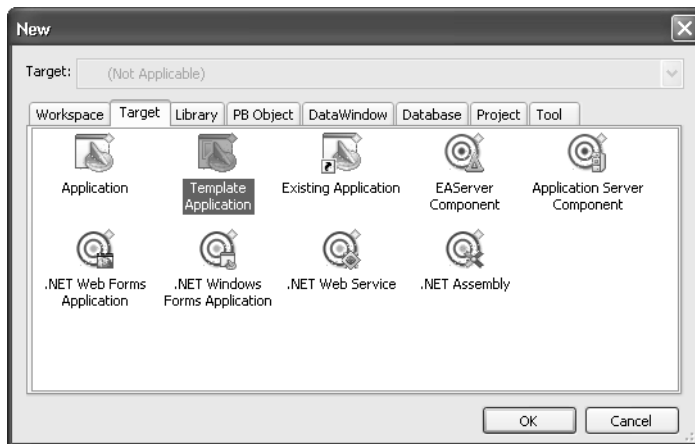 New
Target: (Not Applicable)
Workspace Target Library PB Object DataWindow Database Project Tool
Application Template Application Existing Application EAServer Component Application Server Component
.NET Web Forms Application .NET Windows Forms Application .NET Web Service .NET Assembly
OK Cancel